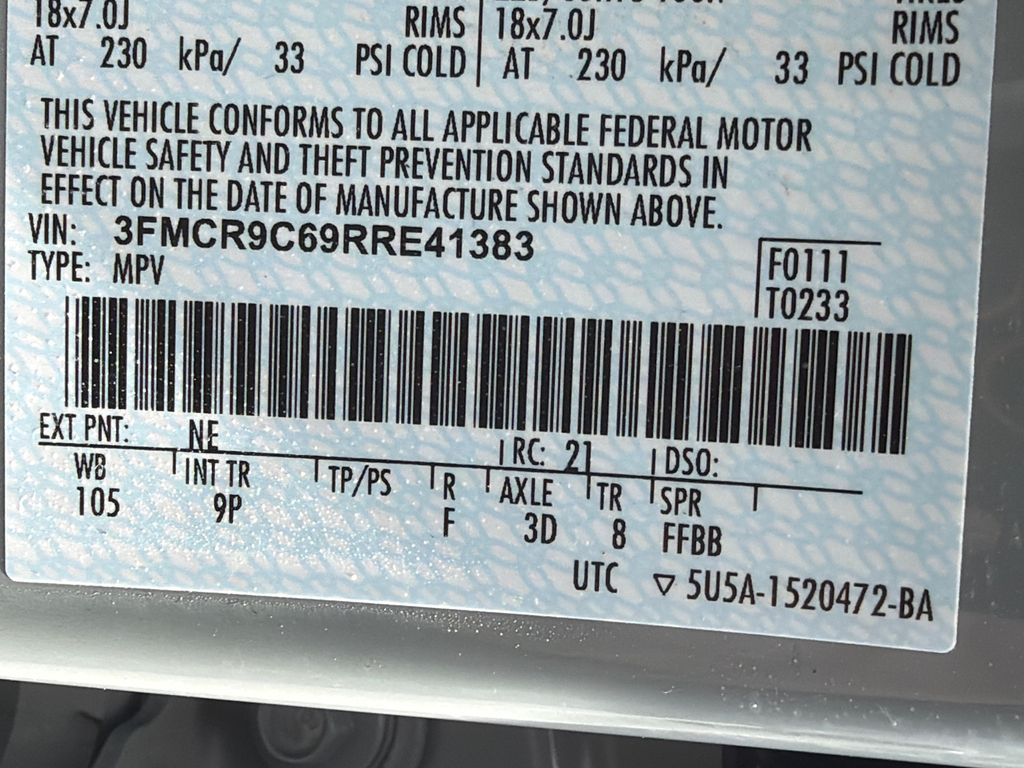 18x7.0J RIMS 18x7.0J RIMS
AT 230 kPa/ 33 PSI COLD AT 230 kPa/ 33 PSI COLD
THIS VEHICLE CONFORMS TO ALL APPLICABLE FEDERAL MOTOR
VEHICLE SAFETY AND THEFT PREVENTION STANDARDS IN
EFFECT ON THE DATE OF MANUFACTURE SHOWN ABOVE.
VIN: 3FMCR9C69RRE41383
TYPE: MPV
F0111
T0233
EXT PNT: NE RC: 21 DSO:
WB INT TR TP/PS R AXLE TR SPR
105 9P F 3D 8 FFBB
UTC ▽ 5U5A-1520472-BA